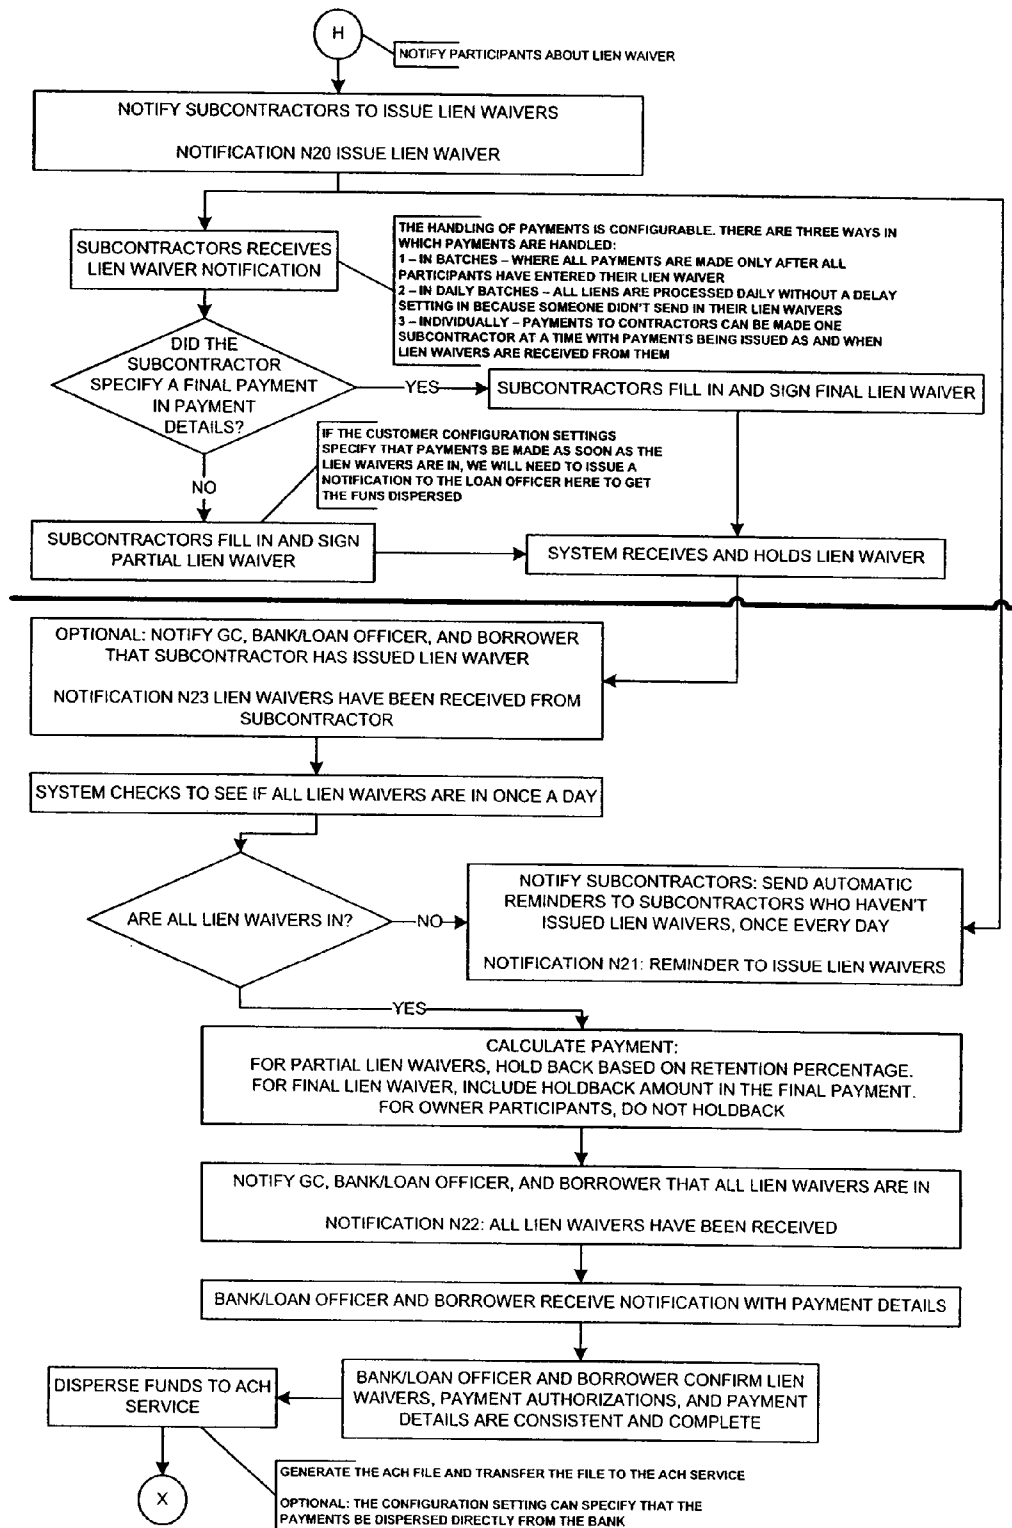 H
NOTIFY PARTICIPANTS ABOUT LIEN WAIVER
NOTIFY SUBCONTRACTORS TO ISSUE LIEN WAIVERS
NOTIFICATION N20 ISSUE LIEN WAIVER
SUBCONTRACTORS RECEIVES
LIEN WAIVER NOTIFICATION
THE HANDLING OF PAYMENTS IS CONFIGURABLE. THERE ARE THREE WAYS IN
WHICH PAYMENTS ARE HANDLED:
1 – IN BATCHES – WHERE ALL PAYMENTS ARE MADE ONLY AFTER ALL
PARTICIPANTS HAVE ENTERED THEIR LIEN WAIVER
2 – IN DAILY BATCHES – ALL LIENS ARE PROCESSED DAILY WITHOUT A DELAY
SETTING IN BECAUSE SOMEONE DIDN'T SEND IN THEIR LIEN WAIVERS
3 – INDIVIDUALLY – PAYMENTS TO CONTRACTORS CAN BE MADE ONE
SUBCONTRACTOR AT A TIME WITH PAYMENTS BEING ISSUED AS AND WHEN
LIEN WAIVERS ARE RECEIVED FROM THEM
DID THE
SUBCONTRACTOR
SPECIFY A FINAL PAYMENT
IN PAYMENT
DETAILS?
YES
SUBCONTRACTORS FILL IN AND SIGN FINAL LIEN WAIVER
IF THE CUSTOMER CONFIGURATION SETTINGS
SPECIFY THAT PAYMENTS BE MADE AS SOON AS THE
LIEN WAIVERS ARE IN, WE WILL NEED TO ISSUE A
NOTIFICATION TO THE LOAN OFFICER HERE TO GET
THE FUNS DISPERSED
NO
SUBCONTRACTORS FILL IN AND SIGN
PARTIAL LIEN WAIVER
SYSTEM RECEIVES AND HOLDS LIEN WAIVER
OPTIONAL: NOTIFY GC, BANK/LOAN OFFICER, AND BORROWER
THAT SUBCONTRACTOR HAS ISSUED LIEN WAIVER
NOTIFICATION N23 LIEN WAIVERS HAVE BEEN RECEIVED FROM
SUBCONTRACTOR
SYSTEM CHECKS TO SEE IF ALL LIEN WAIVERS ARE IN ONCE A DAY
ARE ALL LIEN WAIVERS IN?
NO
NOTIFY SUBCONTRACTORS: SEND AUTOMATIC
REMINDERS TO SUBCONTRACTORS WHO HAVEN'T
ISSUED LIEN WAIVERS, ONCE EVERY DAY
NOTIFICATION N21: REMINDER TO ISSUE LIEN WAIVERS
YES
CALCULATE PAYMENT:
FOR PARTIAL LIEN WAIVERS, HOLD BACK BASED ON RETENTION PERCENTAGE.
FOR FINAL LIEN WAIVER, INCLUDE HOLDBACK AMOUNT IN THE FINAL PAYMENT.
FOR OWNER PARTICIPANTS, DO NOT HOLDBACK
NOTIFY GC, BANK/LOAN OFFICER, AND BORROWER THAT ALL LIEN WAIVERS ARE IN
NOTIFICATION N22: ALL LIEN WAIVERS HAVE BEEN RECEIVED
BANK/LOAN OFFICER AND BORROWER RECEIVE NOTIFICATION WITH PAYMENT DETAILS
BANK/LOAN OFFICER AND BORROWER CONFIRM LIEN
WAIVERS, PAYMENT AUTHORIZATIONS, AND PAYMENT
DETAILS ARE CONSISTENT AND COMPLETE
DISPERSE FUNDS TO ACH
SERVICE
X
GENERATE THE ACH FILE AND TRANSFER THE FILE TO THE ACH SERVICE
OPTIONAL: THE CONFIGURATION SETTING CAN SPECIFY THAT THE
PAYMENTS BE DISPERSED DIRECTLY FROM THE BANK